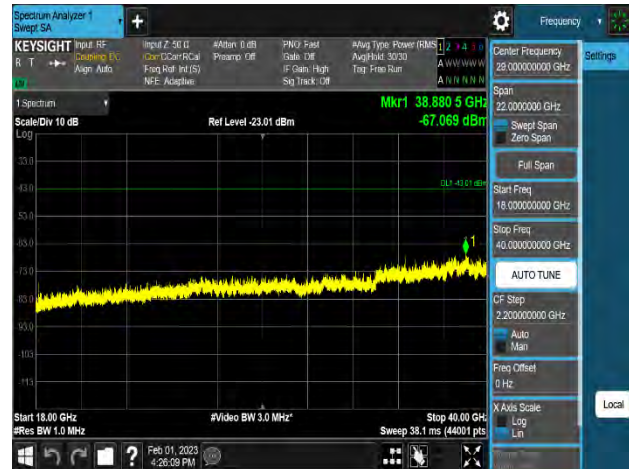 Spectrum Analyzer 1
Swept SA
+
Frequency
KEYSIGHT
R T
Input: RF
Coupling: DC
Align: Auto
Input Z: 50 Ω
Corr CCorr RCal
Freq Ref: Int (S)
NFE: Adaptive
#Atten: 0 dB
Preamp: Off
PNO: Fast
Gate: Off
IF Gain: High
Sig Track: Off
#Avg Type: Power (RMS
Avg|Hold: 30/30
Trig: Free Run
1 2 3 4 5 6
A W W W W W
A N N N N N
1 Spectrum
Scale/Div 10 dB
Log
Ref Level -23.01 dBm
Mkr1 38.880 5 GHz
-67.069 dBm
-33.0
-43.0
-53.0
-63.0
-73.0
-83.0
-93.0
-103
-113
DL1 -43.01 dBm
1
Start 18.00 GHz
#Res BW 1.0 MHz
#Video BW 3.0 MHz*
Stop 40.00 GHz
Sweep 38.1 ms (44001 pts
Feb 01, 2023
4:26:09 PM
Center Frequency
29.000000000 GHz
Span
22.0000000 GHz
Swept Span
Zero Span
Full Span
Start Freq
18.000000000 GHz
Stop Freq
40.000000000 GHz
AUTO TUNE
CF Step
2.200000000 GHz
Auto
Man
Freq Offset
0 Hz
X Axis Scale
Log
Lin
Settings
Local